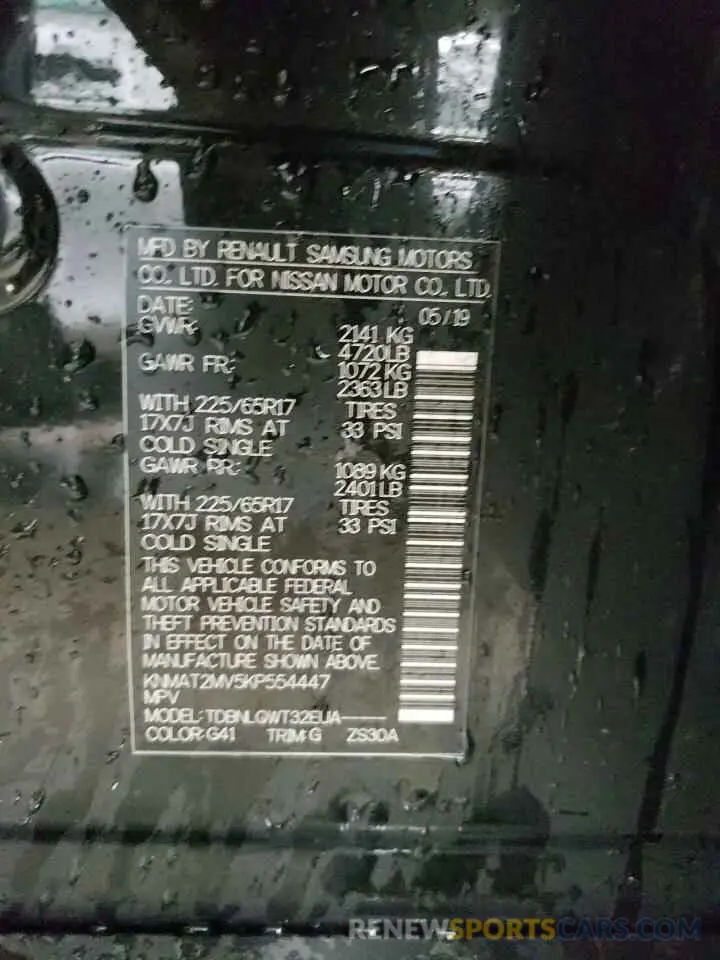 MFD BY RENAULT SAMSUNG MOTORS
CO., LTD. FOR NISSAN MOTOR CO., LTD.
DATE: 05/19
GVWR: 2141 KG
4720LB
GAWR FR: 1072 KG
2363LB
WITH 225/65R17 TIRES
17X7J RIMS AT 33 PSI
COLD SINGLE
GAWR RR: 1089 KG
2401LB
WITH 225/65R17 TIRES
17X7J RIMS AT 33 PSI
COLD SINGLE
THIS VEHICLE CONFORMS TO
ALL APPLICABLE FEDERAL
MOTOR VEHICLE SAFETY AND
THEFT PREVENTION STANDARDS
IN EFFECT ON THE DATE OF
MANUFACTURE SHOWN ABOVE.
KNMAT2MV5KP554447
MPV
MODEL: TDBNLQWT32EUA-----
COLOR:G41 TRIM:G ZS30A
RENEWSPORTSCARS.COM